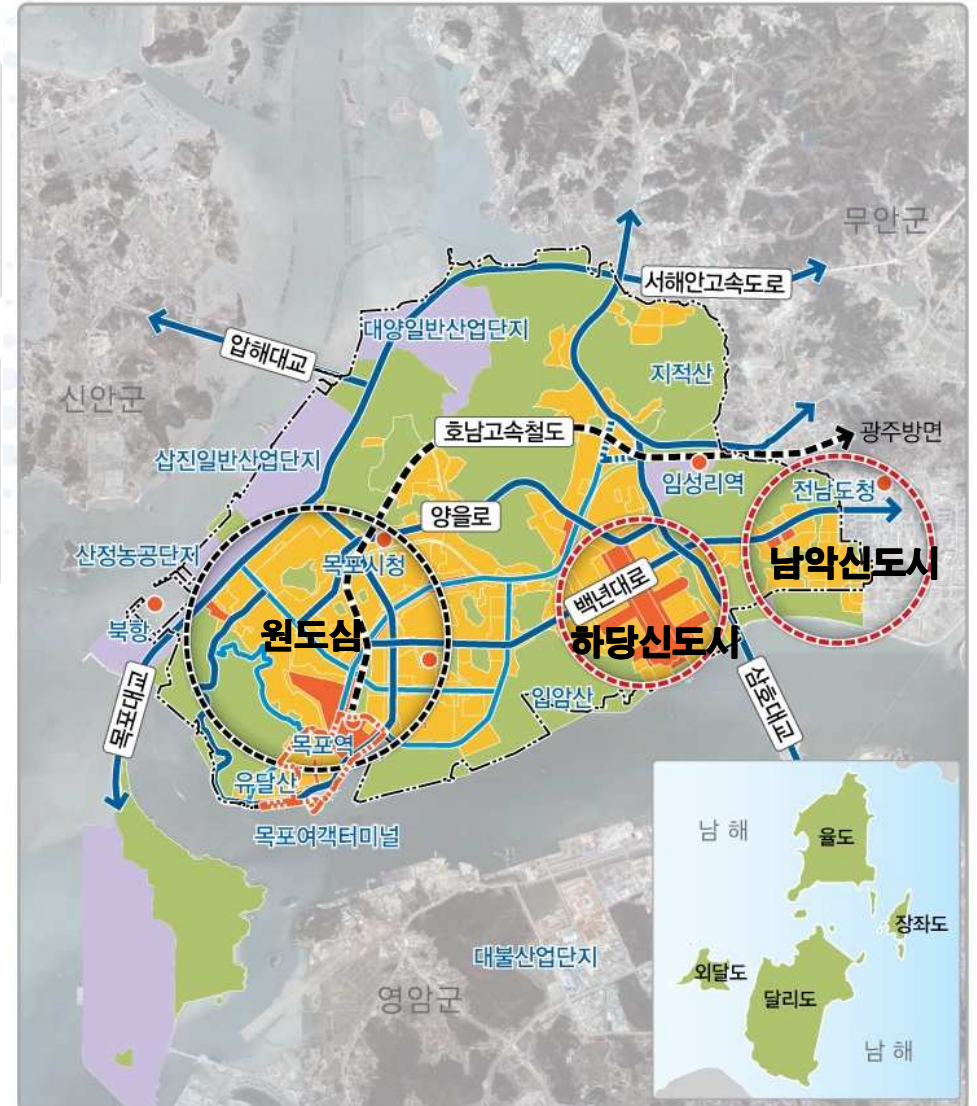 무안군
서해안고속도로
대양일반산업단지
압해대교
지적산
신안군
호남고속철도
광주방면
삽진일반산업단지
임성리역
전남도청
양을로
산정농공단지
목포시청
남악신도시
백년대로
북항
원도삼
하당신도시
목포대교
입암산
삼호대교
목포역
유달산
목포여객터미널
남 해
율도
장좌도
대불산업단지
외달도
달리도
영암군
남 해